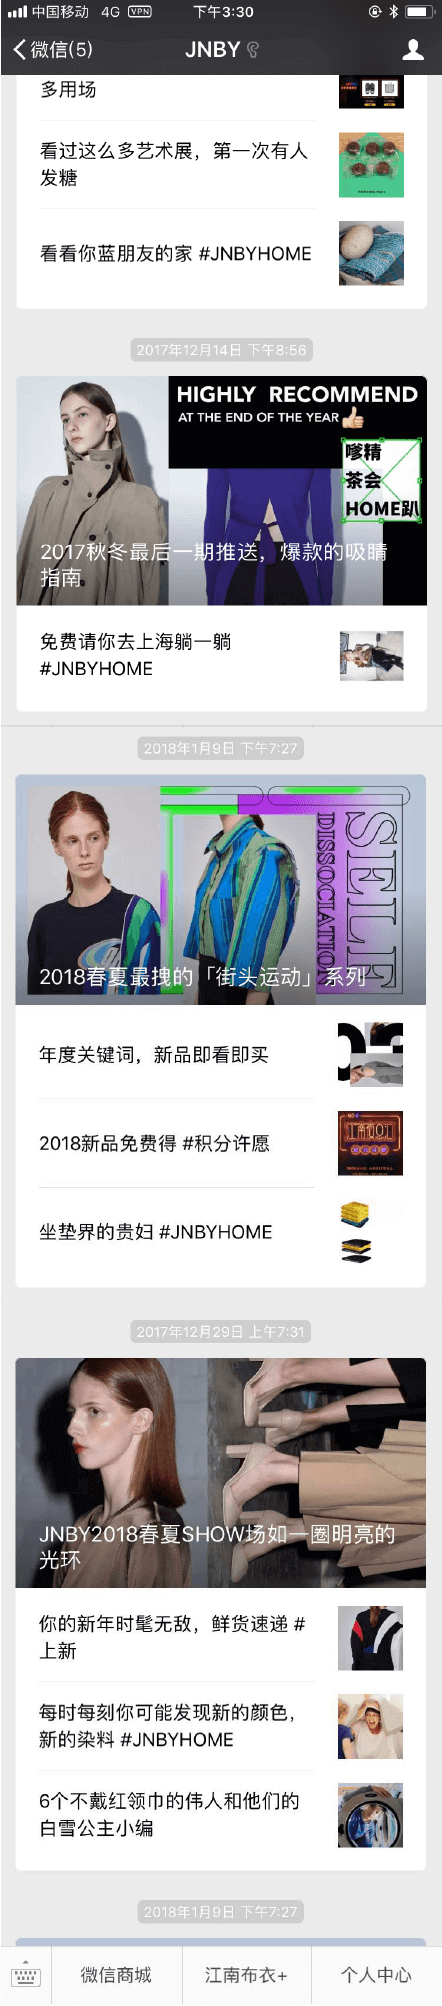 中国移动 4G VPN 下午3:30
微信(5) JNBY
多用场
看过这么多艺术展，第一次有人
发糖
看看你蓝朋友的家 #JNBYHOME
2017年12月14日 下午8:56
HIGHLY RECOMMEND
AT THE END OF THE YEAR
嗲精
茶会
HOME趴
2017秋冬最后一期推送，爆款的吸睛
指南
免费请你去上海躺一躺
#JNBYHOME
2018年1月9日 下午7:27
SELF
DISSOCIATION
2018春夏最拽的「街头运动」系列
年度关键词，新品即看即买
2018新品免费得 #积分许愿
坐垫界的贵妇 #JNBYHOME
2017年12月29日 上午7:31
JNBY2018春夏SHOW场如一圈明亮的
光环
你的新年时髦无敌，鲜货速递 #
上新
每时每刻你可能发现新的颜色，
新的染料 #JNBYHOME
6个不戴红领巾的伟人和他们的
白雪公主小编
2018年1月9日 下午7:27
微信商城 江南布衣+ 个人中心